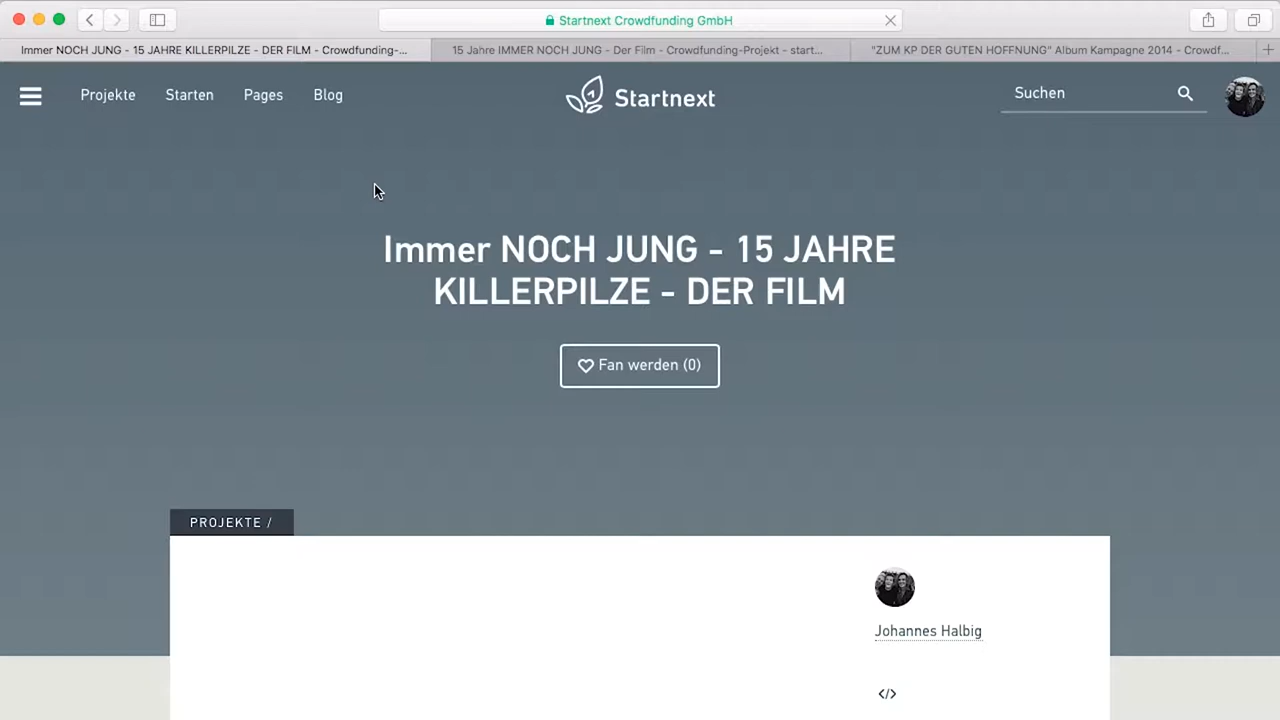 Startnext Crowdfunding GmbH
Immer NOCH JUNG - 15 JAHRE KILLERPILZE - DER FILM - Crowdfunding-...
15 Jahre IMMER NOCH JUNG - Der Film - Crowdfunding-Projekt - start...
"ZUM KP DER GUTEN HOFFNUNG" Album Kampagne 2014 - Crowdf...
Projekte
Starten
Pages
Blog
Startnext
Suchen
Immer NOCH JUNG - 15 JAHRE
KILLERPILZE - DER FILM
Fan werden (0)
PROJEKTE /
Johannes Halbig
</>